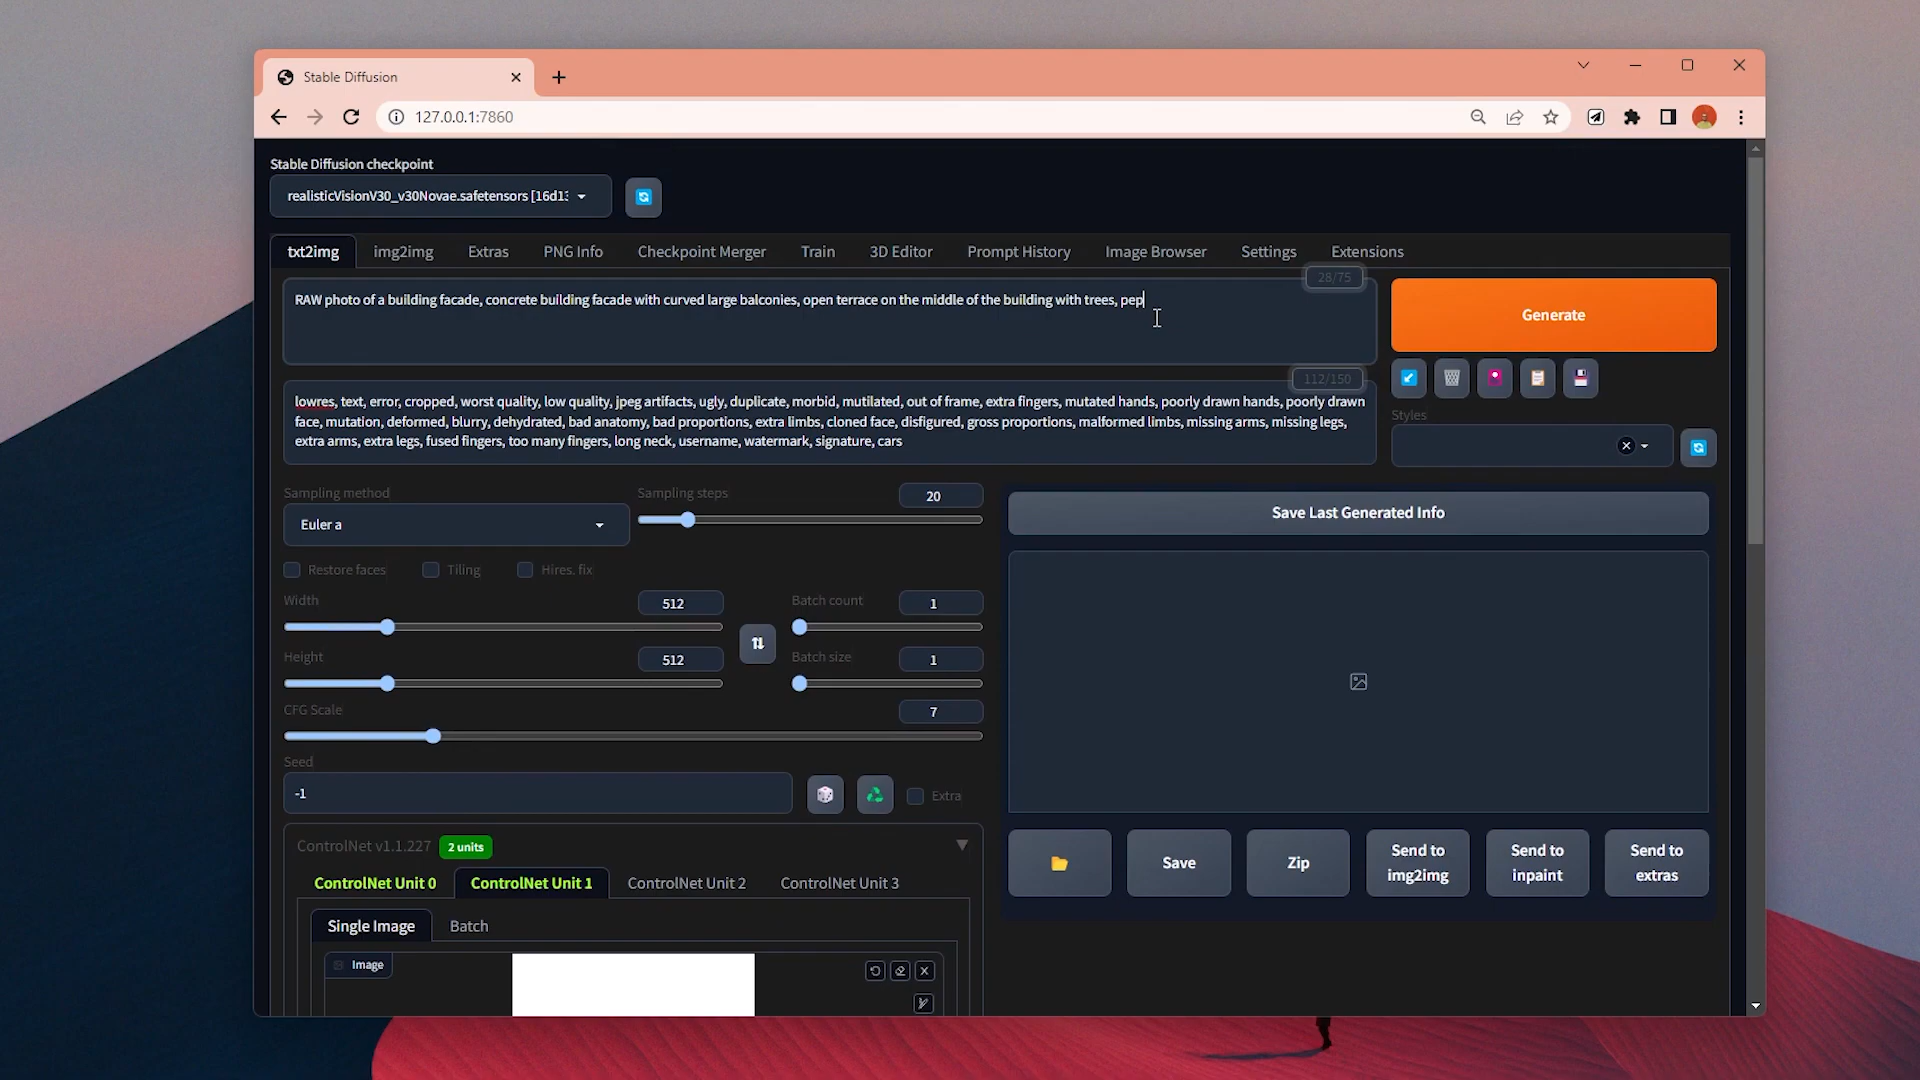 Stable Diffusion
127.0.0.1:7860
Stable Diffusion checkpoint
realisticVisionV30_v30Novae.safetensors [16d13
txt2img img2img Extras PNG Info Checkpoint Merger Train 3D Editor Prompt History Image Browser Settings Extensions
28/75
RAW photo of a building facade, concrete building facade with curved large balconies, open terrace on the middle of the building with trees, pep
Generate
112/150
lowres, text, error, cropped, worst quality, low quality, jpeg artifacts, ugly, duplicate, morbid, mutilated, out of frame, extra fingers, mutated hands, poorly drawn hands, poorly drawn
face, mutation, deformed, blurry, dehydrated, bad anatomy, bad proportions, extra limbs, cloned face, disfigured, gross proportions, malformed limbs, missing arms, missing legs,
extra arms, extra legs, fused fingers, too many fingers, long neck, username, watermark, signature, cars
Styles
Sampling method
Euler a
Sampling steps
20
Restore faces Tiling Hires. fix
Width
512
Batch count
1
Height
512
Batch size
1
CFG Scale
7
Seed
-1
Extra
Save Last Generated Info
Save
Zip
Send to
img2img
Send to
inpaint
Send to
extras
ControlNet v1.1.227
2 units
ControlNet Unit 0 ControlNet Unit 1 ControlNet Unit 2 ControlNet Unit 3
Single Image Batch
Image